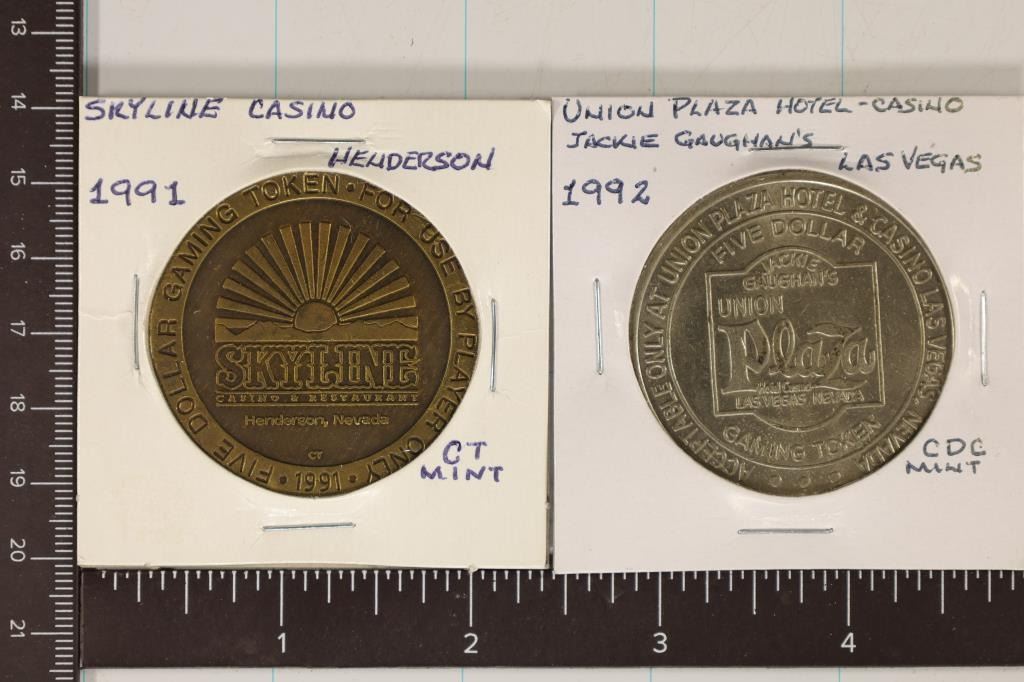 13
14
15
16
17
18
19
20
21
SKYLINE CASINO
HENDERSON
1991
FIVE DOLLAR GAMING TOKEN • FOR USE BY PLAYER ONLY •
SKYLINE
CASINO & RESTAURANT
Henderson, Nevada
CT
• 1991 •
CT
MINT
UNION PLAZA HOTEL-CASINO
JACKIE GAUGHAN'S
LAS VEGAS
1992
ACCEPTABLE ONLY AT UNION PLAZA HOTEL & CASINO LAS VEGAS, NEVADA
FIVE DOLLAR
JACKIE
GAUGHAN'S
UNION
Plaza
Hotel Casino
LAS VEGAS NEVADA
GAMING TOKEN
CDC
MINT
1 2 3 4